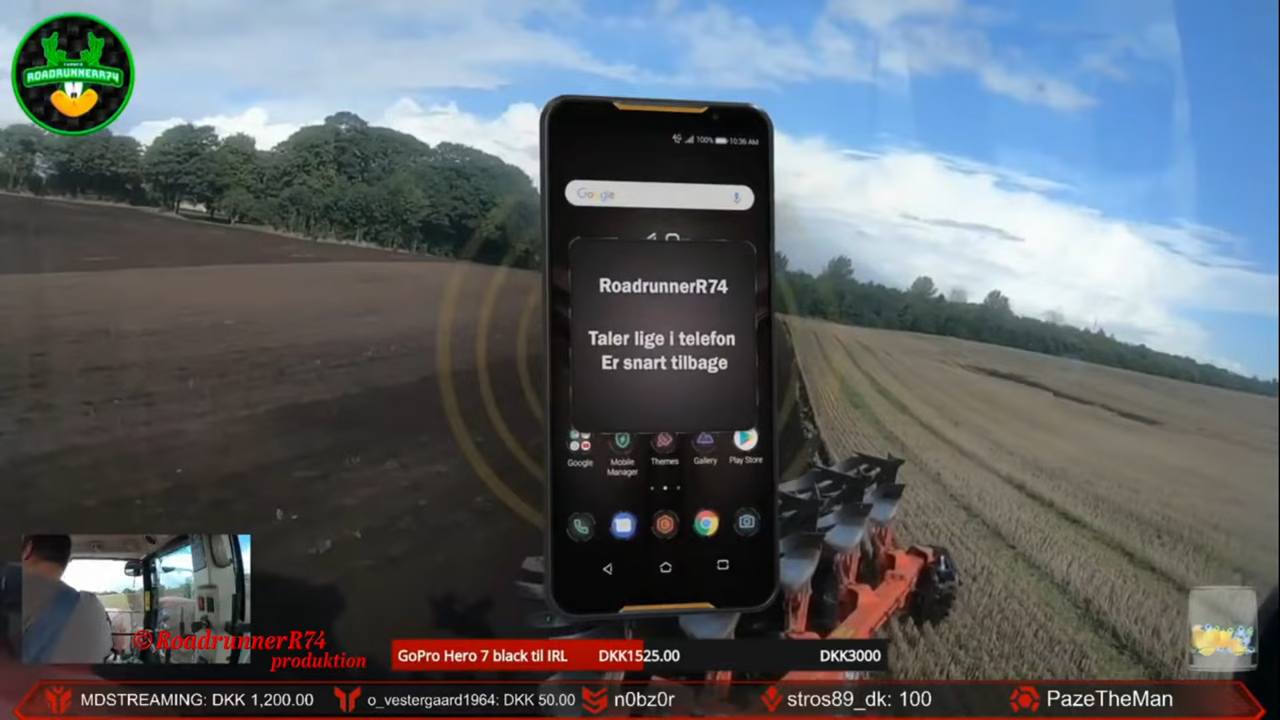 FARMER
ROADRUNNERR74
100%
10:36 AM
Google
RoadrunnerR74
Taler lige i telefon
Er snart tilbage
Google
Mobile
Manager
Themes
Gallery
Play Store
©RoadrunnerR74
produktion
GoPro Hero 7 black til IRL DKK1525.00 DKK3000
MDSTREAMING: DKK 1,200.00 o_vestergaard1964: DKK 50.00 n0bz0r stros89_dk: 100 PazeTheMan